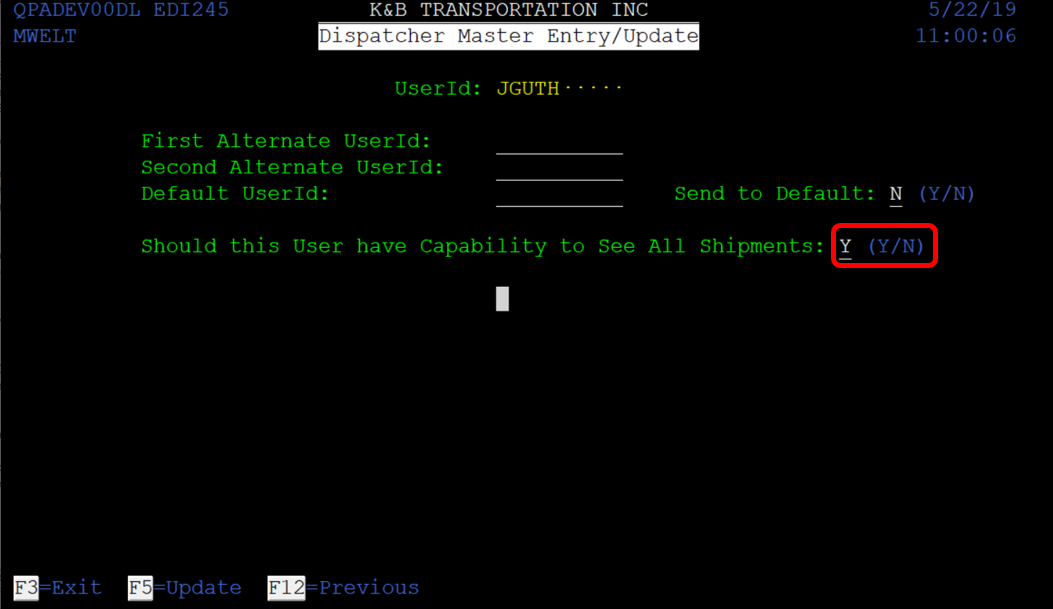 QPADEV00DL EDI245 K&B TRANSPORTATION INC 5/22/19
MWELT Dispatcher Master Entry/Update 11:00:06
UserId: JGUTH·····
First Alternate UserId:
Second Alternate UserId:
Default UserId: Send to Default: N (Y/N)
Should this User have Capability to See All Shipments: Y (Y/N)
F3=Exit F5=Update F12=Previous